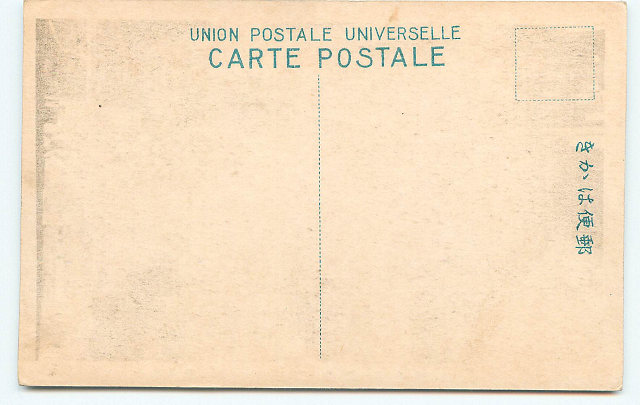 UNION POSTALE UNIVERSELLE
CARTE POSTALE
郵便はかき